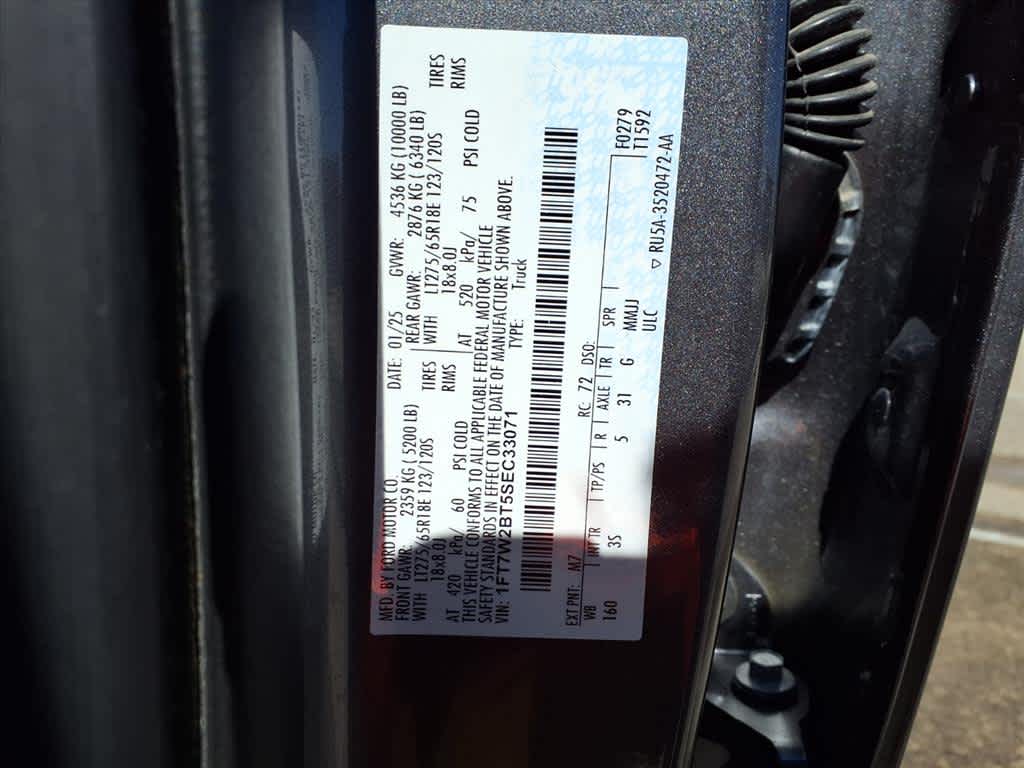 MFD. BY FORD MOTOR CO. DATE: 01/25 GVWR: 4536 KG (10000 LB)
FRONT GAWR: 2359 KG ( 5200 LB) REAR GAWR: 2876 KG ( 6340 LB)
WITH LT275/65R18E 123/120S TIRES WITH LT275/65R18E 123/120S TIRES
18x8.0J RIMS 18x8.0J RIMS
AT 420 kPa/ 60 PSI COLD AT 520 kPa/ 75 PSI COLD
THIS VEHICLE CONFORMS TO ALL APPLICABLE FEDERAL MOTOR VEHICLE
SAFETY STANDARDS IN EFFECT ON THE DATE OF MANUFACTURE SHOWN ABOVE.
VIN: 1FT7W2BT5SEC33071 TYPE: Truck
EXT PNT: M7 RC: 72 DSO: F0279
WB INT TR TP/PS R AXLE TR SPR T1592
160 3S 5 31 G MMJJ
ULC ▽ RU5A-3520472-AA